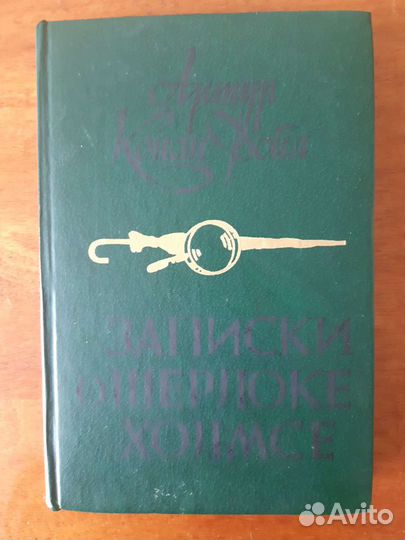 Артур
Конан Дойл
ЗАПИСКИ
О ШЕРЛОКЕ
ХОЛМСЕ
Avito